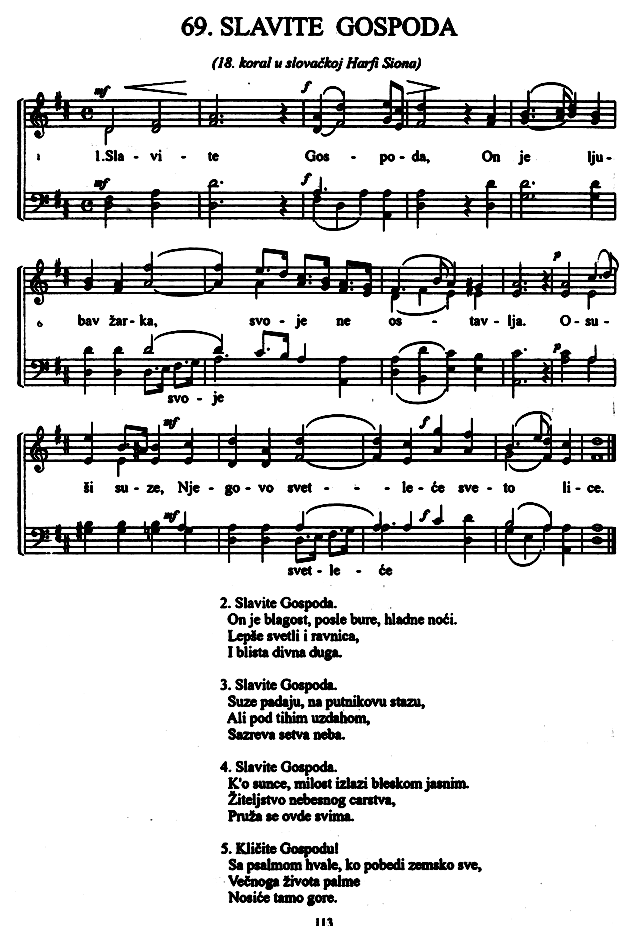 69. SLAVITE GOSPODA
(18. koral u slovačkoj Harfi Siona)
mf f
1 1.Sla - vi - te Gos - po - da, On je lju-
mf f
p
6 bav žar - ka, svo - je ne os - tav - lja. O - su -
p
svo - je
mf f
ši su - ze, Nje - go - vo svet - - - le - će sve - to li - ce.
mf f
svet - le - će
2. Slavite Gospoda.
On je blagost, posle bure, hladne noći.
Lepše svetli i ravnica,
I blista divna duga.
3. Slavite Gospoda.
Suze padaju, na putnikovu stazu,
Ali pod tihim uzdahom,
Sazreva setva neba.
4. Slavite Gospoda.
K'o sunce, milost izlazi bleskom jasnim.
Žiteljstvo nebesnog carstva,
Pruža se ovde svima.
5. Kličite Gospodu!
Sa psalmom hvale, ko pobedi zemsko sve,
Večnoga života palme
Nosiće tamo gore.
113